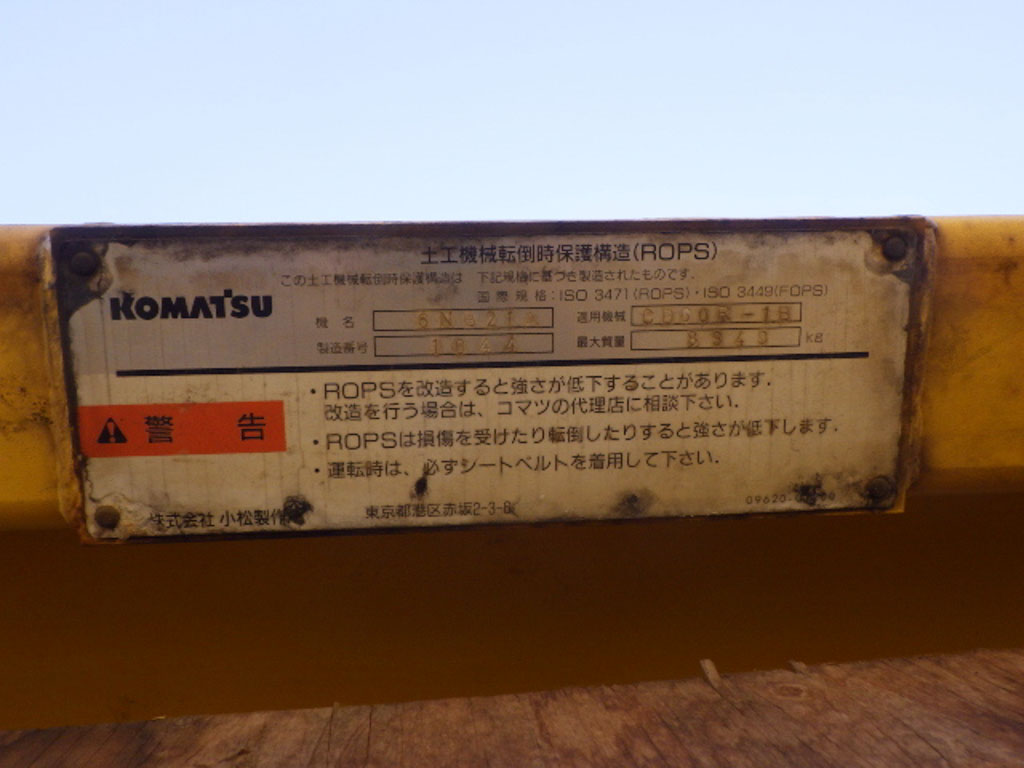 土工機械転倒時保護構造(ROPS)
この土工機械転倒時保護構造は 下記規格に基づき製造されたものです.
国際規格:ISO 3471(ROPS)・ISO 3449(FOPS)
KOMATSU
機名 適用機械
製造番号 1044 最大質量 KG
・ROPSを改造すると強さが低下することがあります.
改造を行う場合は、コマツの代理店に相談下さい.
警告
・ROPSは損傷を受けたり転倒したりすると強さが低下します.
・運転時は、必ずシートベルトを着用して下さい.
株式会社 小松製作 東京都港区赤坂2-3-6